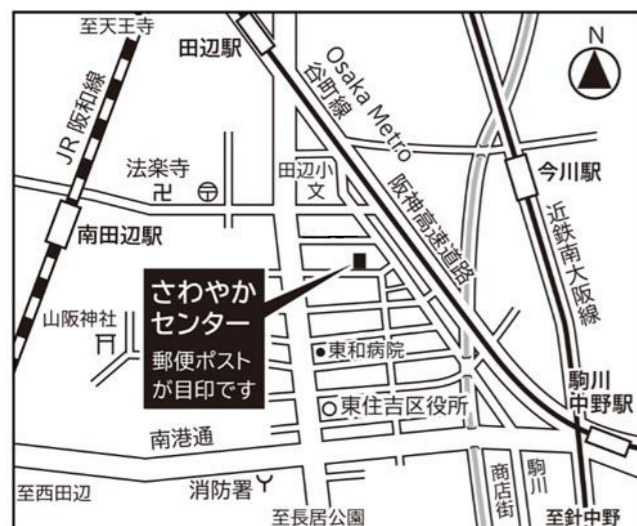 至天王寺
田辺駅
N
JR阪和線
Osaka Metro
谷町線
法楽寺
田辺小
文
今川駅
阪神高速道路
南田辺駅
近鉄南大阪線
さわやか
センター
郵便ポスト
が目印です
山阪神社
東和病院
駒川
中野駅
東住吉区役所
南港通
至西田辺
消防署
商店街
駒川
至長居公園
至針中野